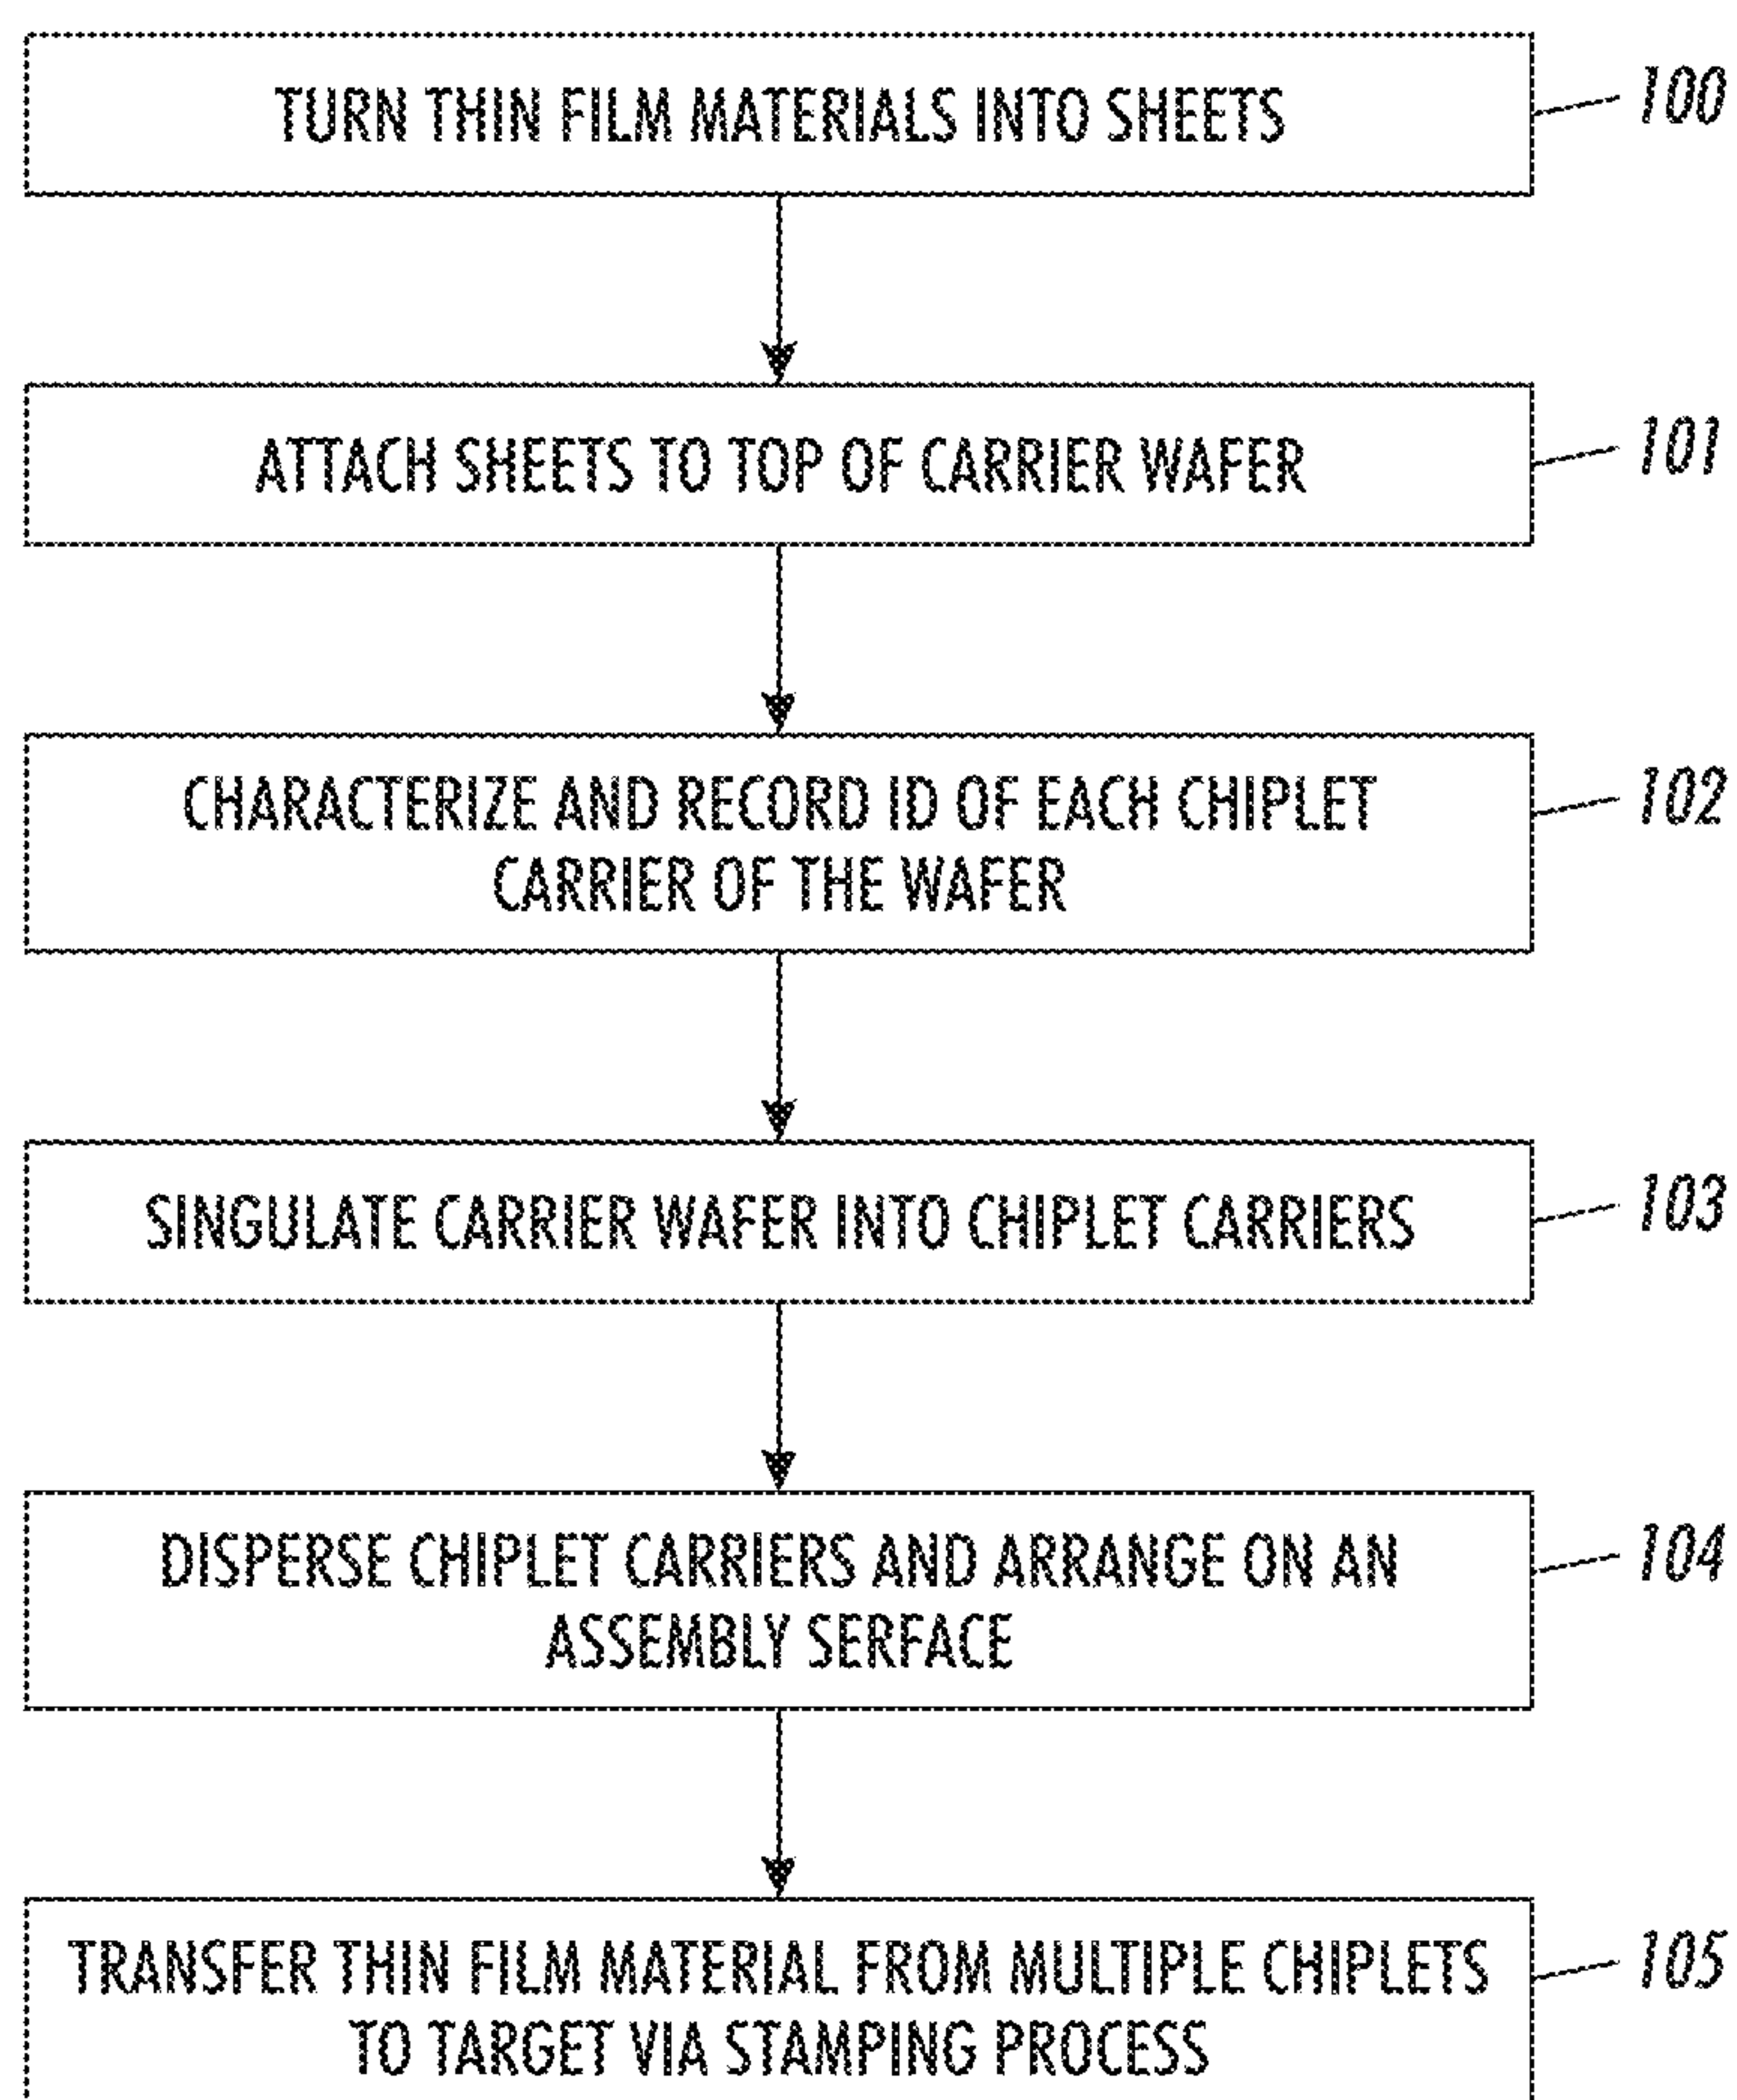 TURN THIN FILM MATERIALS INTO SHEETS
100
ATTACH SHEETS TO TOP OF CARRIER WAFER
101
CHARACTERIZE AND RECORD ID OF EACH CHIPLET
CARRIER OF THE WAFER
102
SINGULATE CARRIER WAFER INTO CHIPLET CARRIERS
103
DISPERSE CHIPLET CARRIERS AND ARRANGE ON AN
ASSEMBLY SERFACE
104
TRANSFER THIN FILM MATERIAL FROM MULTIPLE CHIPLETS
TO TARGET VIA STAMPING PROCESS
105